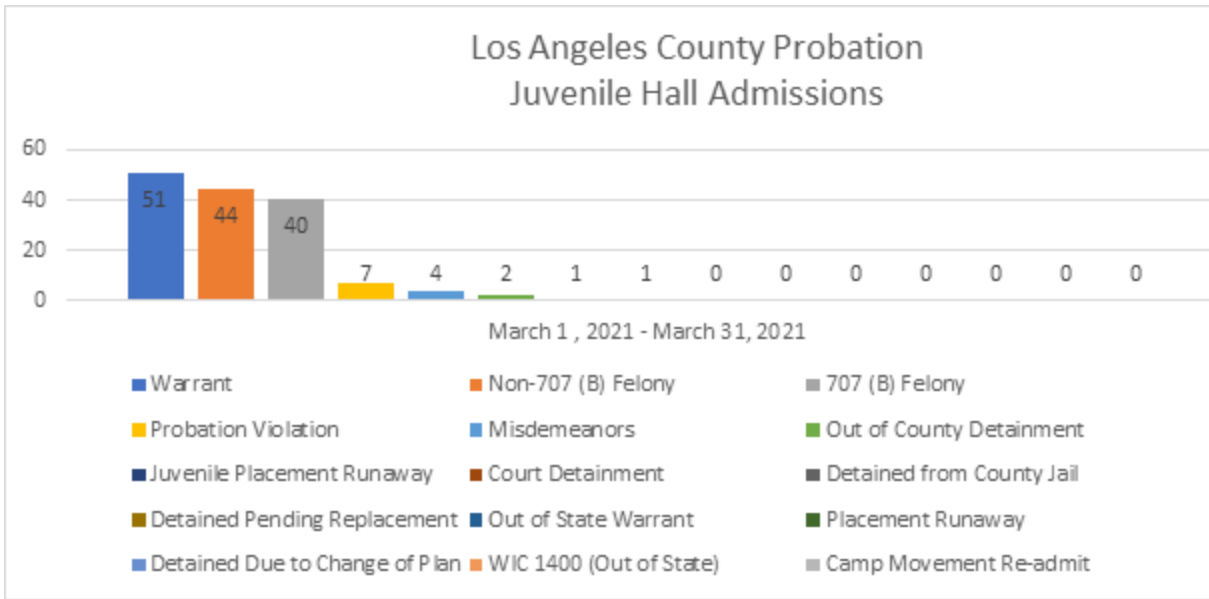 Los Angeles County Probation
Juvenile Hall Admissions
60
40
20
0
51
44
40
7
4
2
1
1
0
0
0
0
0
0
0
March 1 , 2021 - March 31, 2021
Warrant
Non-707 (B) Felony
707 (B) Felony
Probation Violation
Misdemeanors
Out of County Detainment
Juvenile Placement Runaway
Court Detainment
Detained from County Jail
Detained Pending Replacement
Out of State Warrant
Placement Runaway
Detained Due to Change of Plan
WIC 1400 (Out of State)
Camp Movement Re-admit